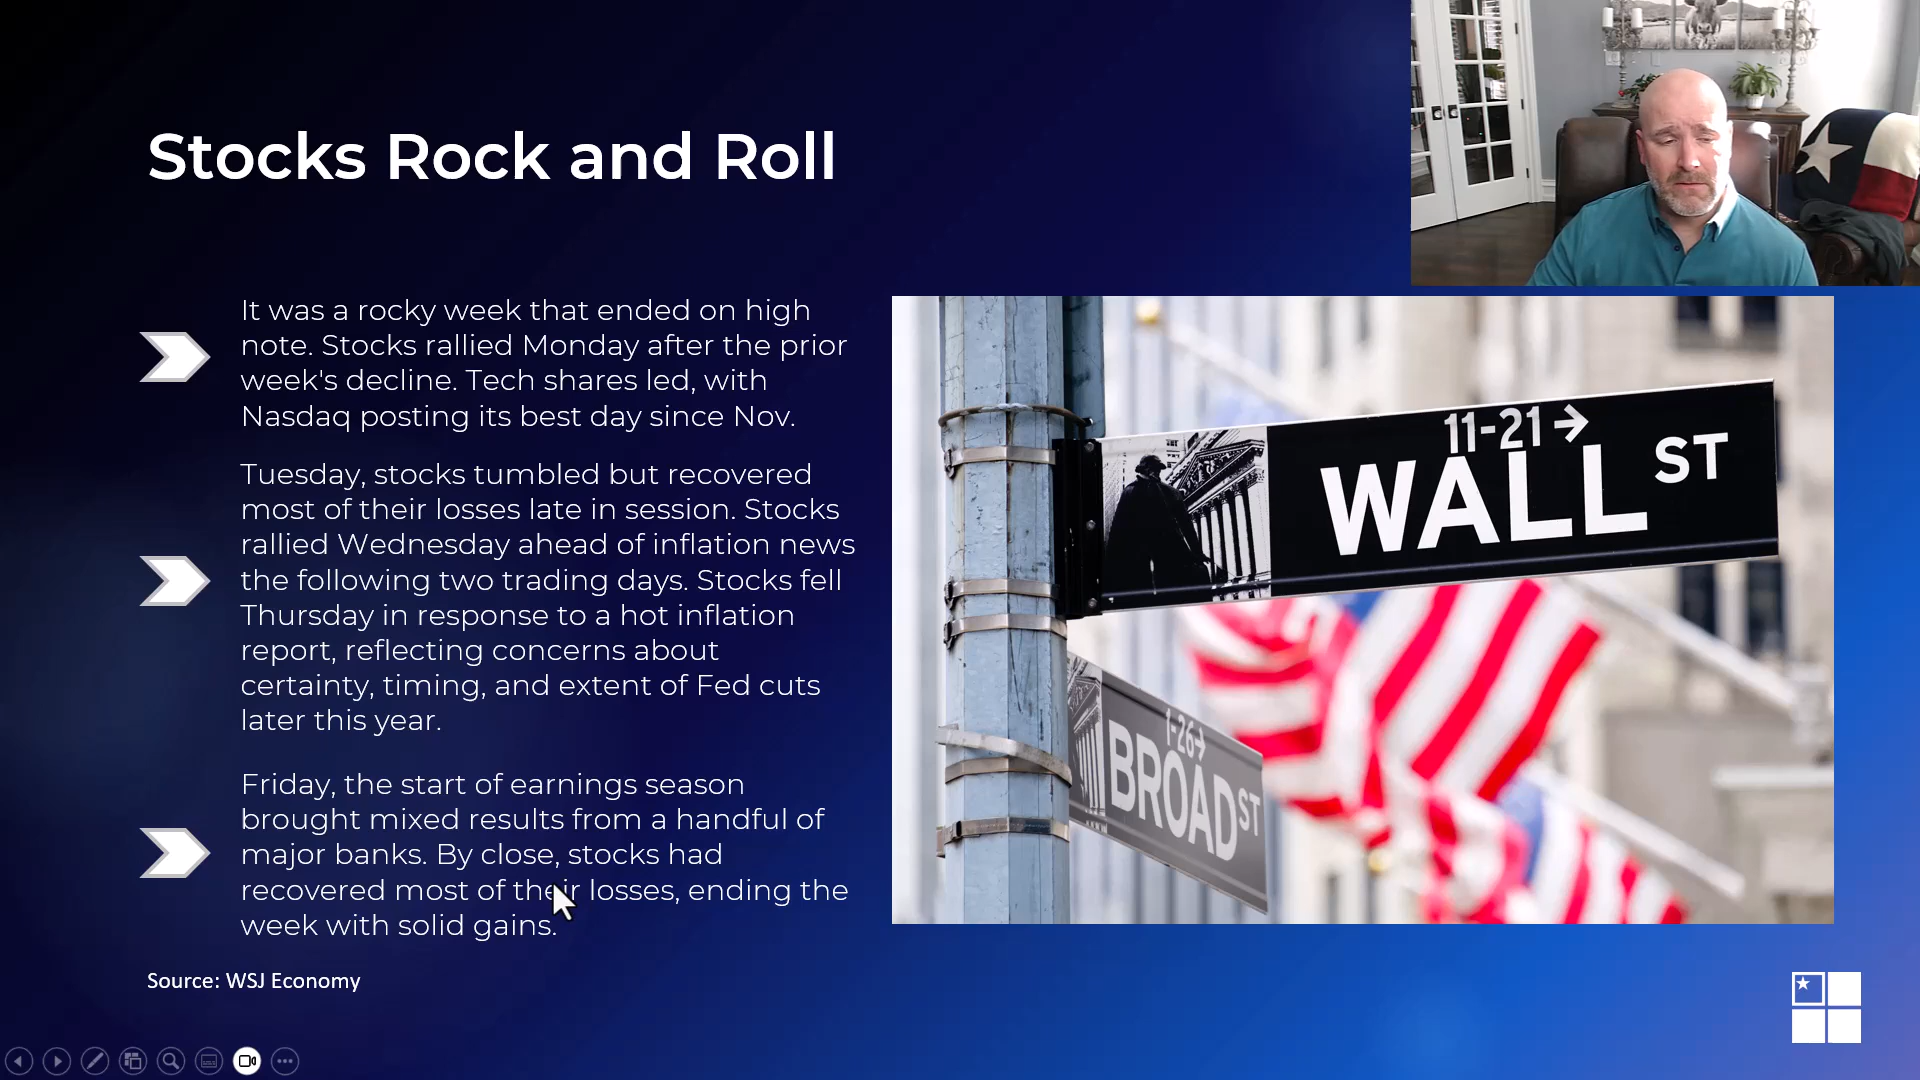 Stocks Rock and Roll
It was a rocky week that ended on high
note. Stocks rallied Monday after the prior
week's decline. Tech shares led, with
Nasdaq posting its best day since Nov.
Tuesday, stocks tumbled but recovered
most of their losses late in session. Stocks
rallied Wednesday ahead of inflation news
the following two trading days. Stocks fell
Thursday in response to a hot inflation
report, reflecting concerns about
certainty, timing, and extent of Fed cuts
later this year.
Friday, the start of earnings season
brought mixed results from a handful of
major banks. By close, stocks had
recovered most of their losses, ending the
week with solid gains.
Source: WSJ Economy
11-21→
WALL ST
1-26→
BROAD ST